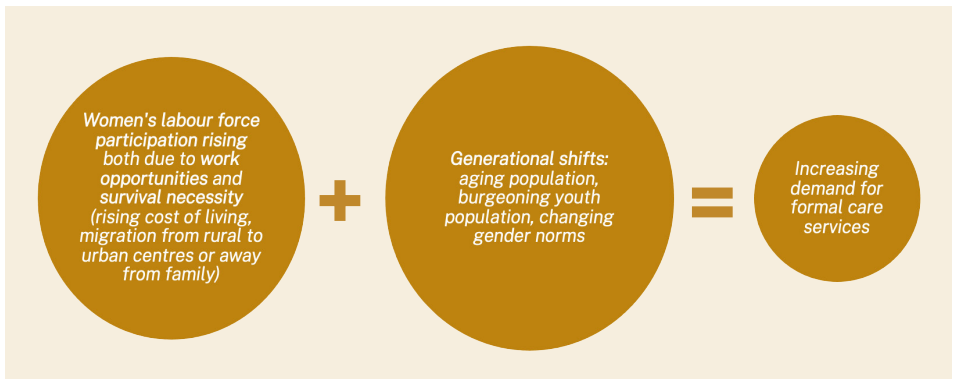 Women's labour force
participation rising
both due to work
opportunities and
survival necessity
(rising cost of living,
migration from rural to
urban centres or away
from family)
+
Generational shifts:
aging population,
burgeoning youth
population, changing
gender norms
=
Increasing
demand for
formal care
services